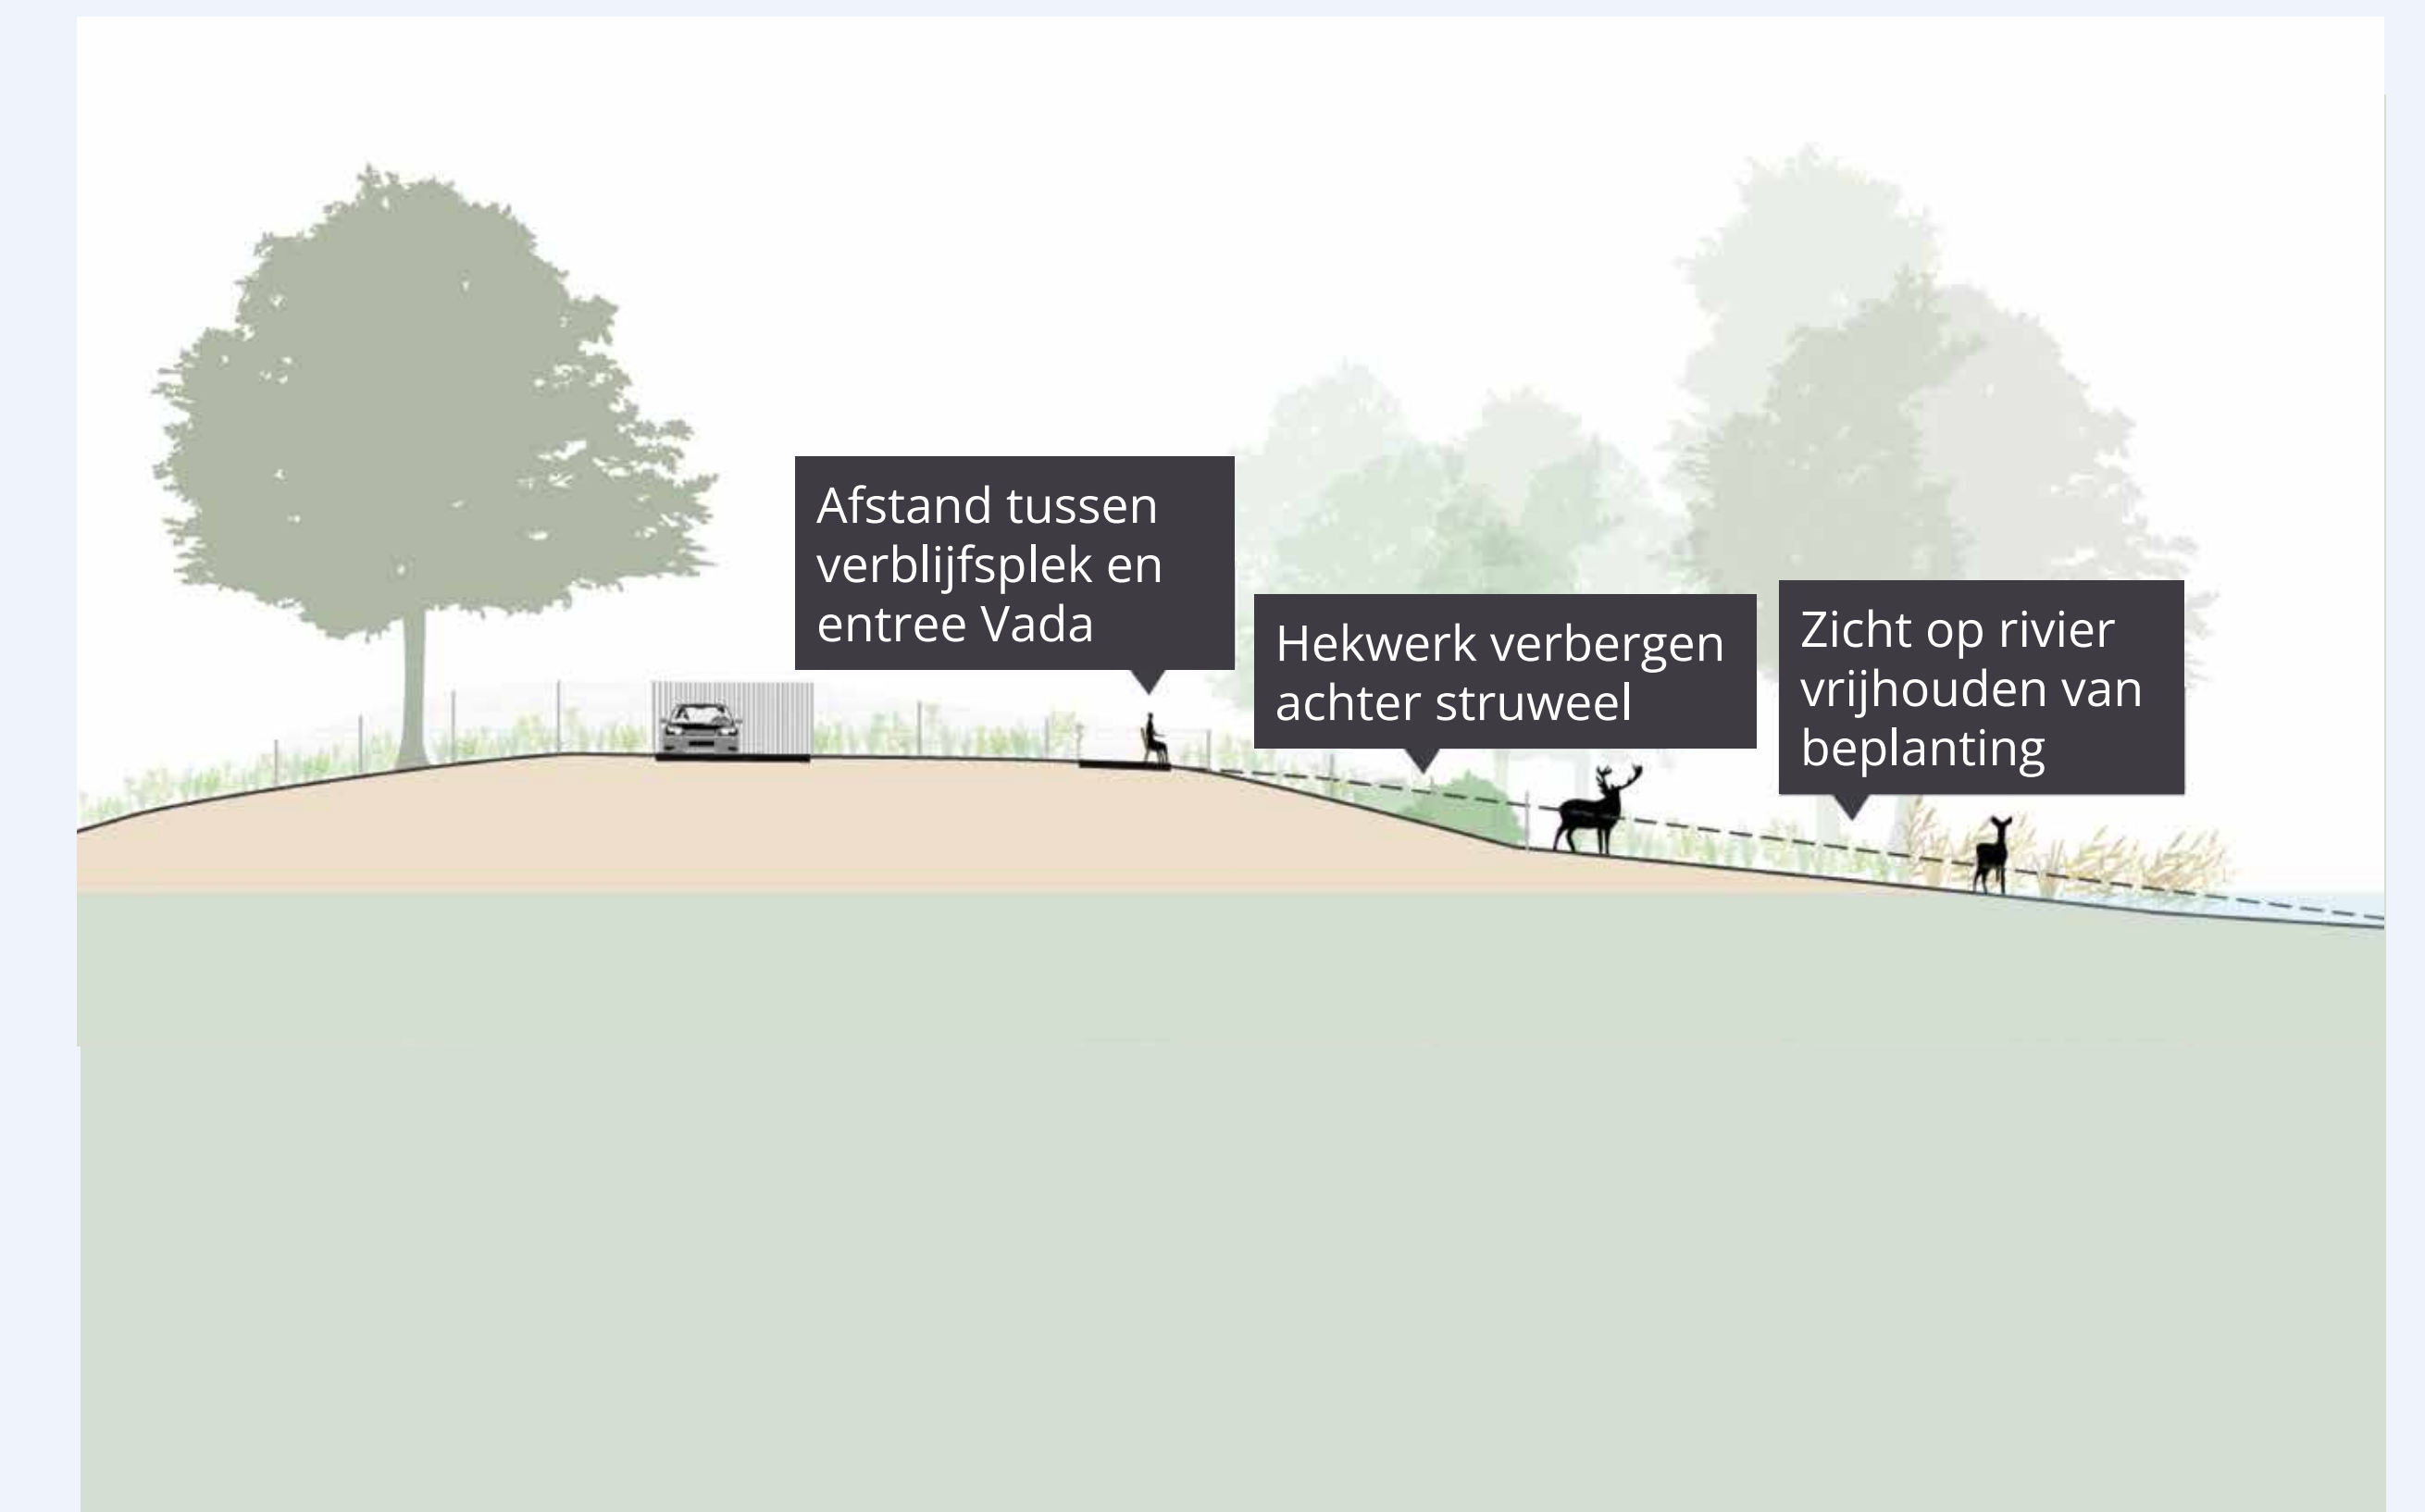 Afstand tussen
verblijfsplek en
entree Vada
Hekwerk verbergen
achter struweel
Zicht op rivier
vrijhouden van
beplanting